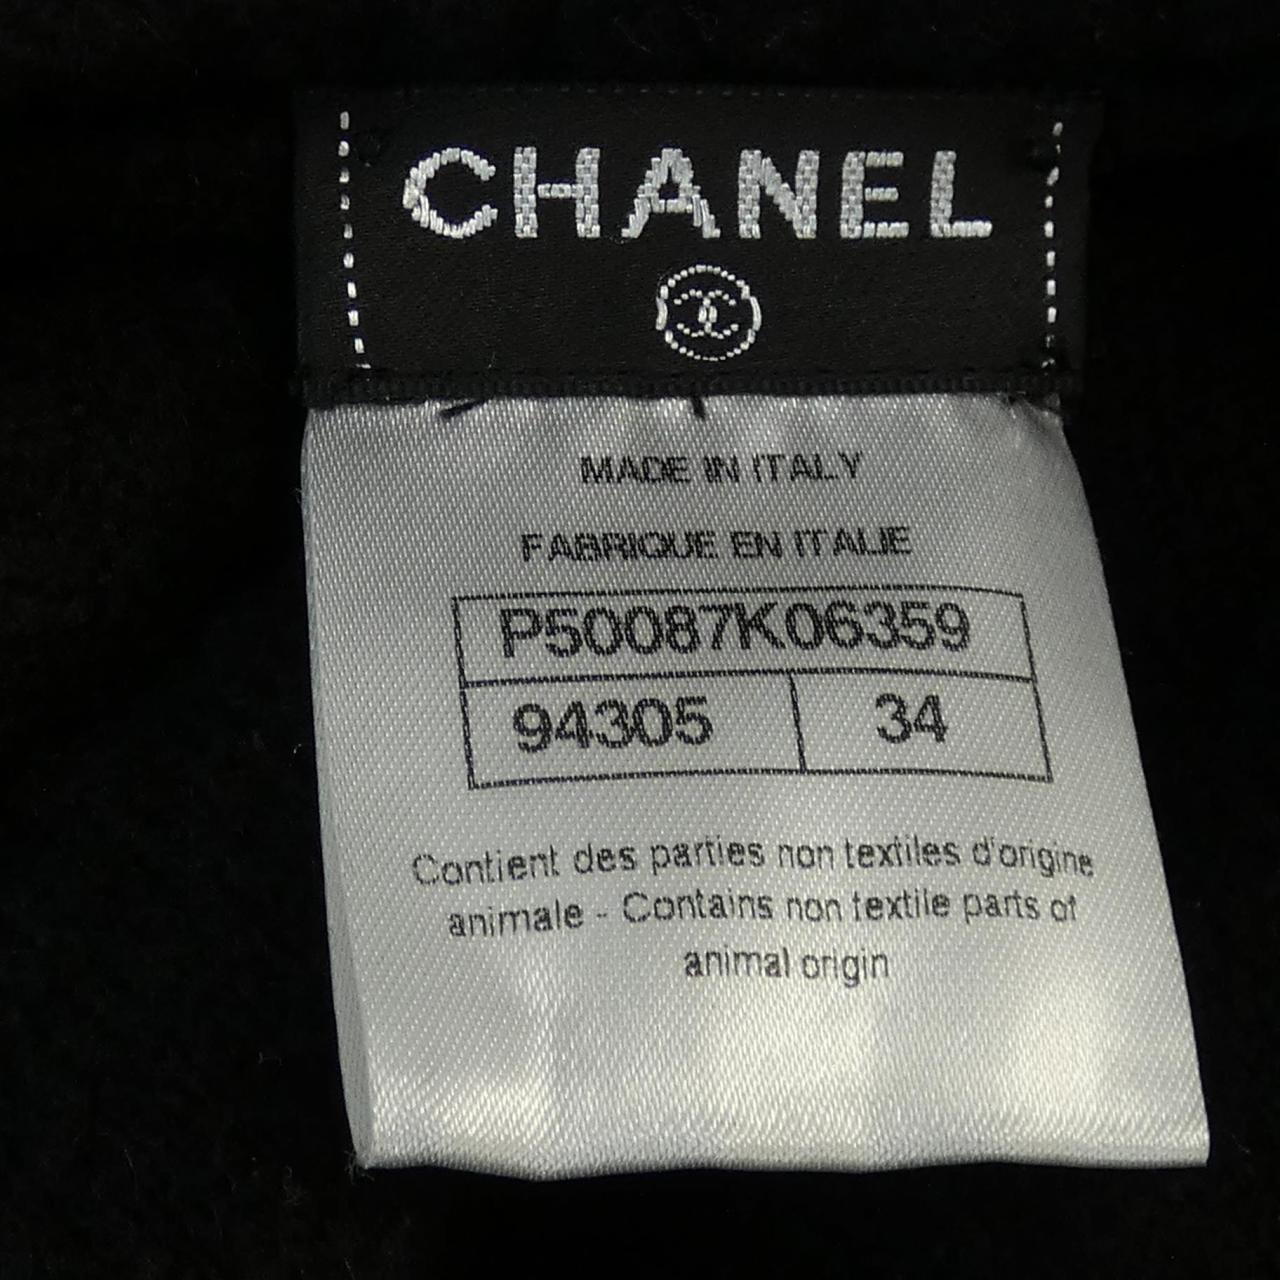 CHANEL
MADE IN ITALY
FABRIQUE EN ITALIE
P50087K06359
94305 34
Contient des parties non textiles d'origine
animale - Contains non textile parts of
animal origin